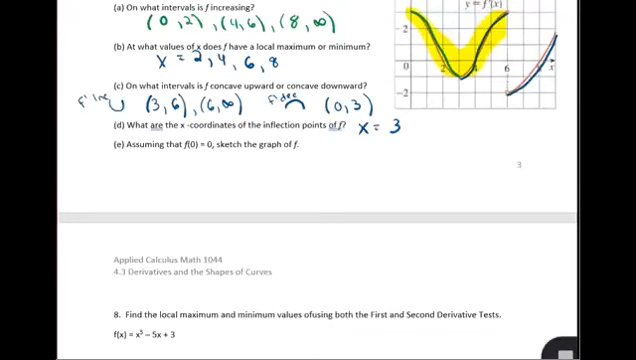 (a) On what intervals is f increasing?
(0, 2), (4, 6), (8, ∞)
y = f'(x)
(b) At what values of x does f have a local maximum or minimum?
x = 2, 4, 6, 8
(c) On what intervals is f concave upward or concave downward?
f' inc ∪ (3, 6), (6, ∞) f' dec ∩ (0, 3)
(d) What are the x -coordinates of the inflection points of f? x = 3
(e) Assuming that f(0) = 0, sketch the graph of f.
2
0 2 4 6 x
-2
3
Applied Calculus Math 1044
4.3 Derivatives and the Shapes of Curves
8. Find the local maximum and minimum values ofusing both the First and Second Derivative Tests.
f(x) = x⁵ – 5x + 3